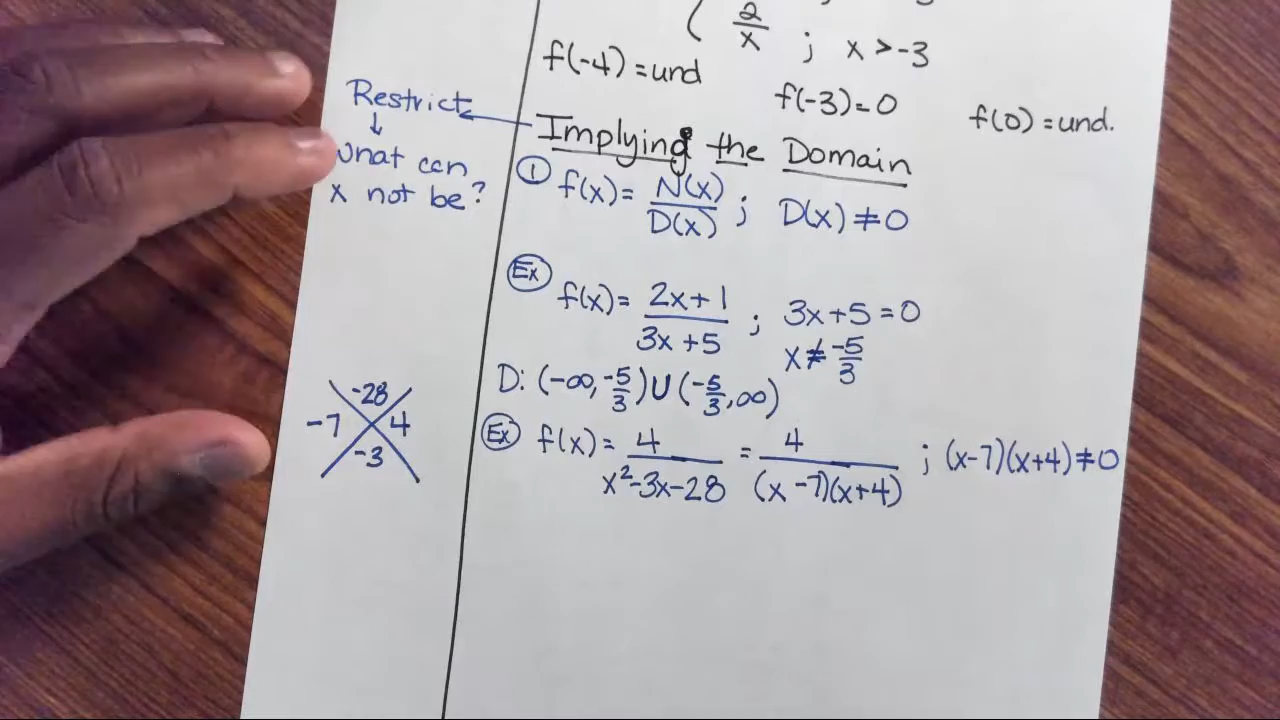 2/x ; x > -3
f(-4) = und
f(-3) = 0
f(0) = und.
Restrict
↓
What can
x not be?
Implying the Domain
① f(x) = N(x)/D(x) ; D(x) ≠ 0
Ex f(x) = 2x+1/3x+5 ; 3x+5 = 0
x ≠ -5/3
D: (-∞, -5/3) ∪ (-5/3, ∞)
-28
-7 4
-3
Ex f(x) = 4/x²-3x-28 = 4/(x-7)(x+4) ; (x-7)(x+4) ≠ 0